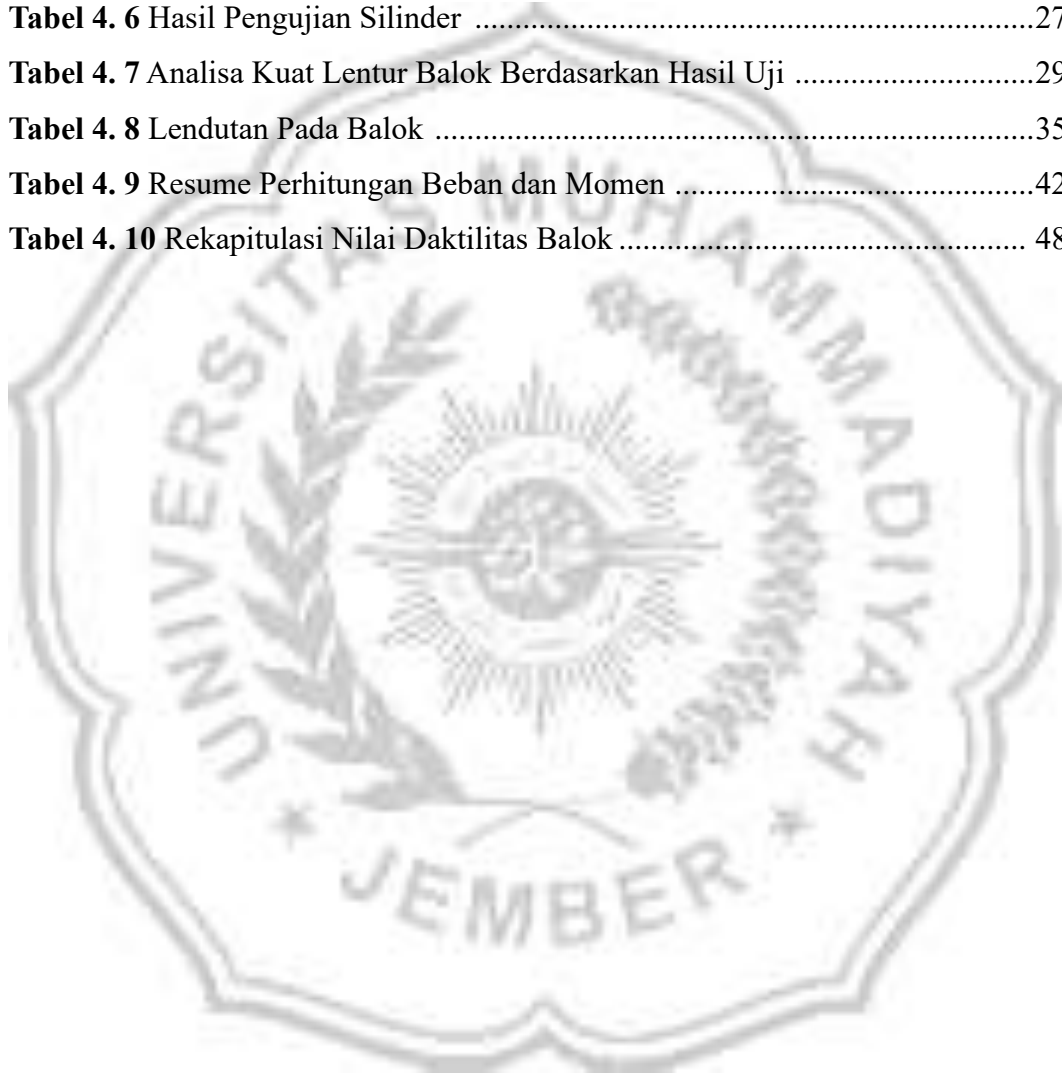 Tabel 4. 6 Hasil Pengujian Silinder ..........................................................................27
Tabel 4. 7 Analisa Kuat Lentur Balok Berdasarkan Hasil Uji ...............................29
Tabel 4. 8 Lendutan Pada Balok ..............................................................................35
Tabel 4. 9 Resume Perhitungan Beban dan Momen ...............................................42
Tabel 4. 10 Rekapitulasi Nilai Daktilitas Balok ...................................................... 48
UNIVERSITAS MUHAMMADIYAH
JEMBER